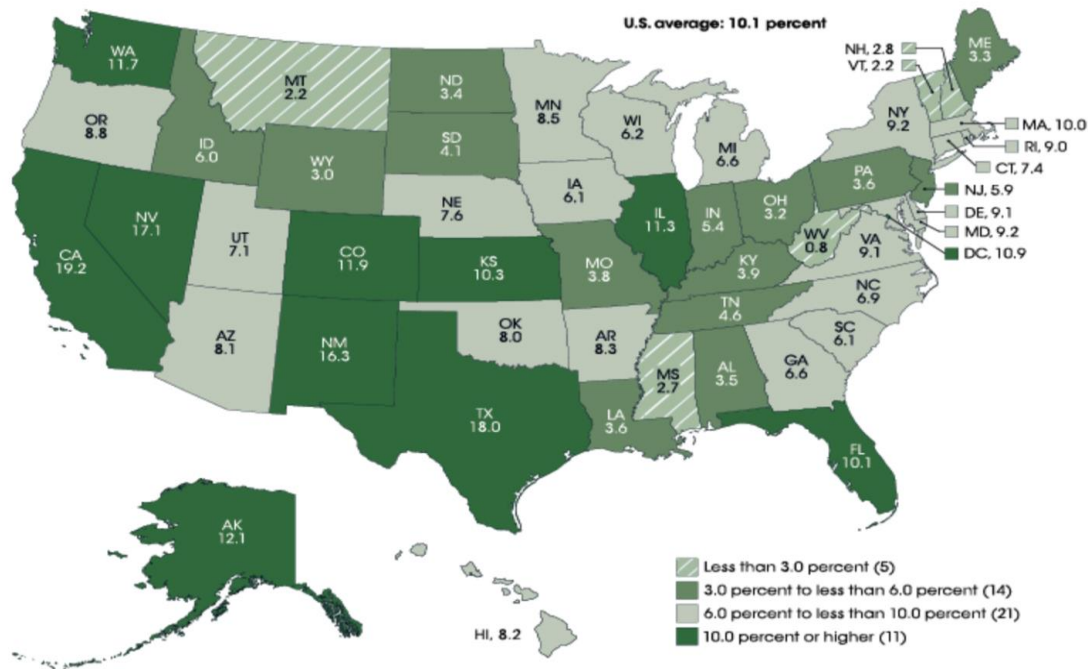 U.S. average: 10.1 percent
WA
11.7
MT
2.2
ND
3.4
MN
8.5
OR
8.8
ID
6.0
WY
3.0
SD
4.1
WI
6.2
MI
6.6
NY
9.2
NH, 2.8
VT, 2.2
ME
3.3
MA, 10.0
RI, 9.0
CT, 7.4
NJ, 5.9
DE, 9.1
MD, 9.2
DC, 10.9
CA
19.2
NV
17.1
UT
7.1
CO
11.9
NE
7.6
KS
10.3
IA
6.1
MO
3.8
IL
11.3
IN
5.4
OH
3.2
PA
3.6
WV
0.8
VA
9.1
KY
3.9
NC
6.9
TN
4.6
SC
6.1
AZ
8.1
NM
16.3
OK
8.0
AR
8.3
TX
18.0
LA
3.6
MS
2.7
AL
3.5
GA
6.6
FL
10.1
AK
12.1
HI, 8.2
Less than 3.0 percent (5)
3.0 percent to less than 6.0 percent (14)
6.0 percent to less than 10.0 percent (21)
10.0 percent or higher (11)